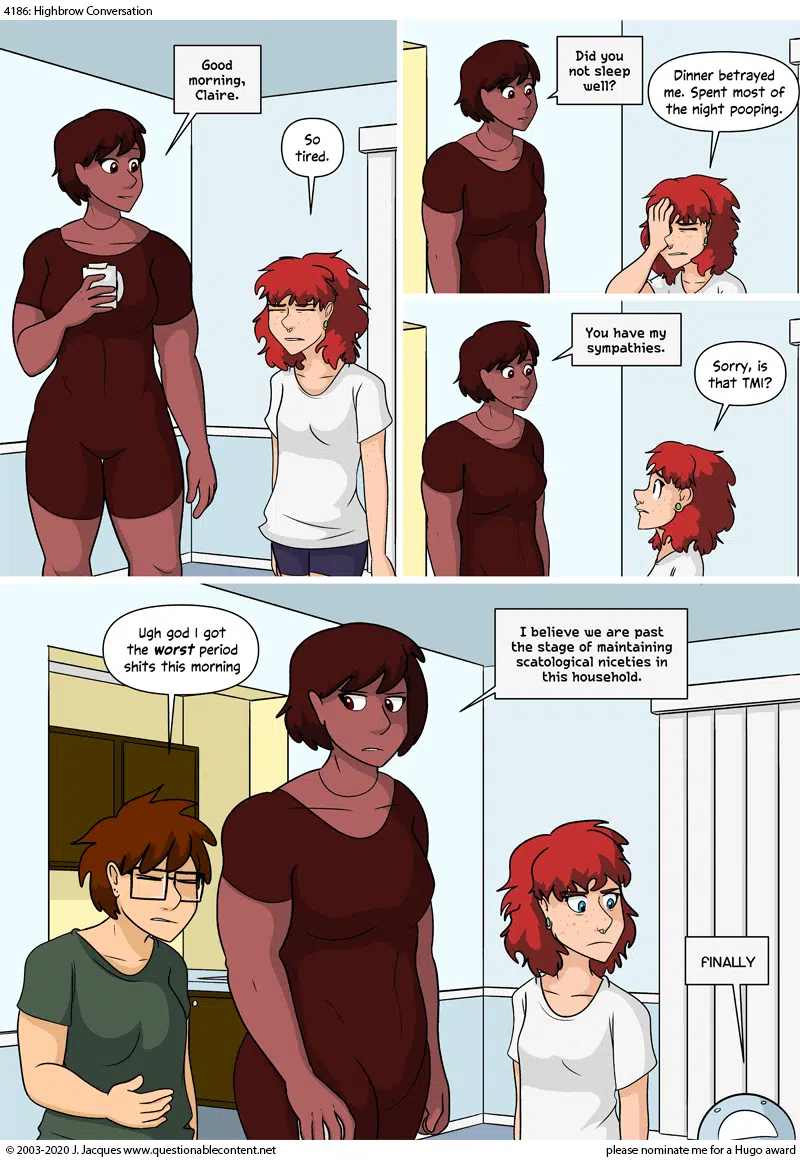 4186: Highbrow Conversation
Good
morning,
Claire.
So
tired.
Did you
not sleep
well?
Dinner betrayed
me. Spent most of
the night pooping.
You have my
sympathies.
Sorry, is
that TMI?
Ugh god I got
the worst period
shits this morning
I believe we are past
the stage of maintaining
scatological niceties in
this household.
FINALLY
© 2003-2020 J. Jacques www.questionablecontent.net
please nominate me for a Hugo award